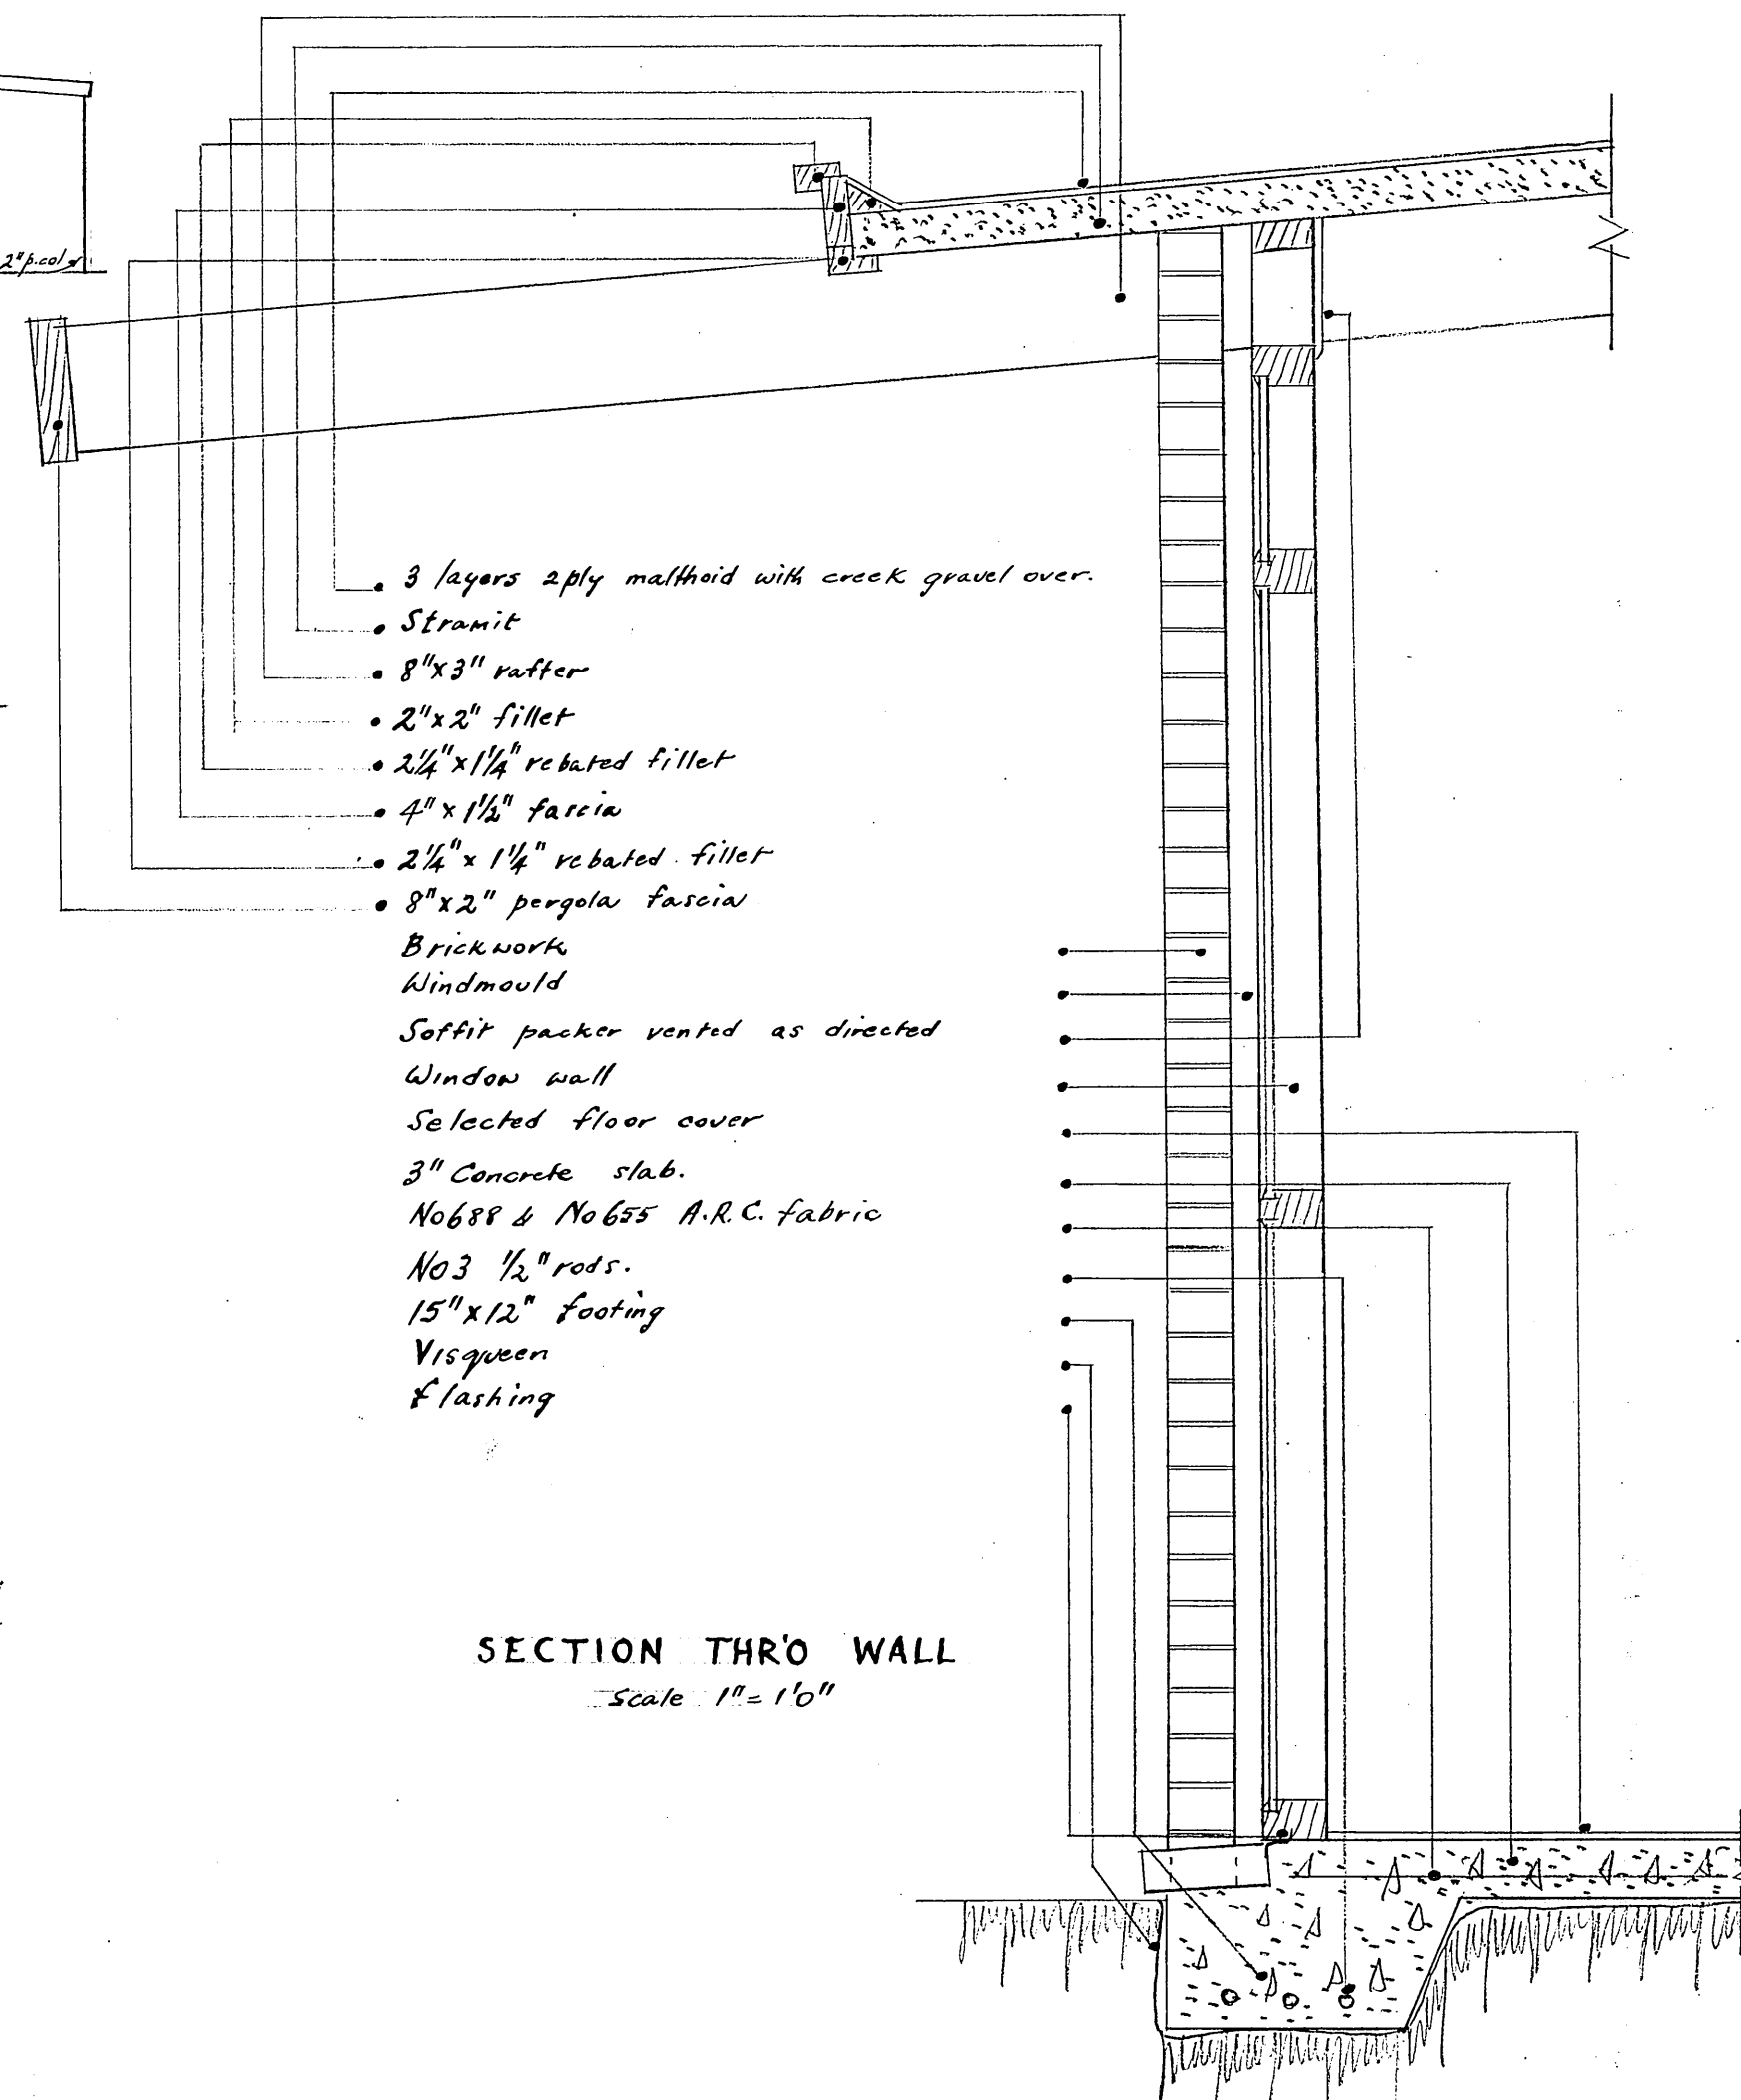 2"p.col
3 layers 2ply malthoid with creek gravel over.
Stramit
8"x3" rafter
2"x2" fillet
2¼"x1¼" rebated fillet
4"x1½" fascia
2¼"x1¼" rebated fillet
8"x2" pergola fascia
Brickwork
Windmould
Soffit packer vented as directed
Window wall
Selected floor cover
3" Concrete slab.
No688 & No655 A.R.C. fabric
No3 ½" rods.
15"x12" footing
Visqueen
flashing
SECTION THR'O WALL
Scale 1"=1'0"